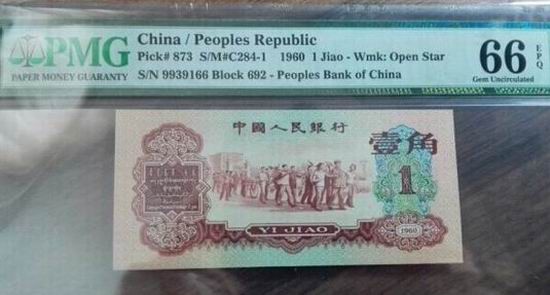 PMG
PAPER MONEY GUARANTY
China / Peoples Republic
Pick# 873 S/M#C284-1 1960 1 Jiao - Wmk: Open Star
S/N 9939166 Block 692 - Peoples Bank of China
66 EPQ
Gem Uncirculated
中國人民銀行
壹角
1
YI JIAO
1960